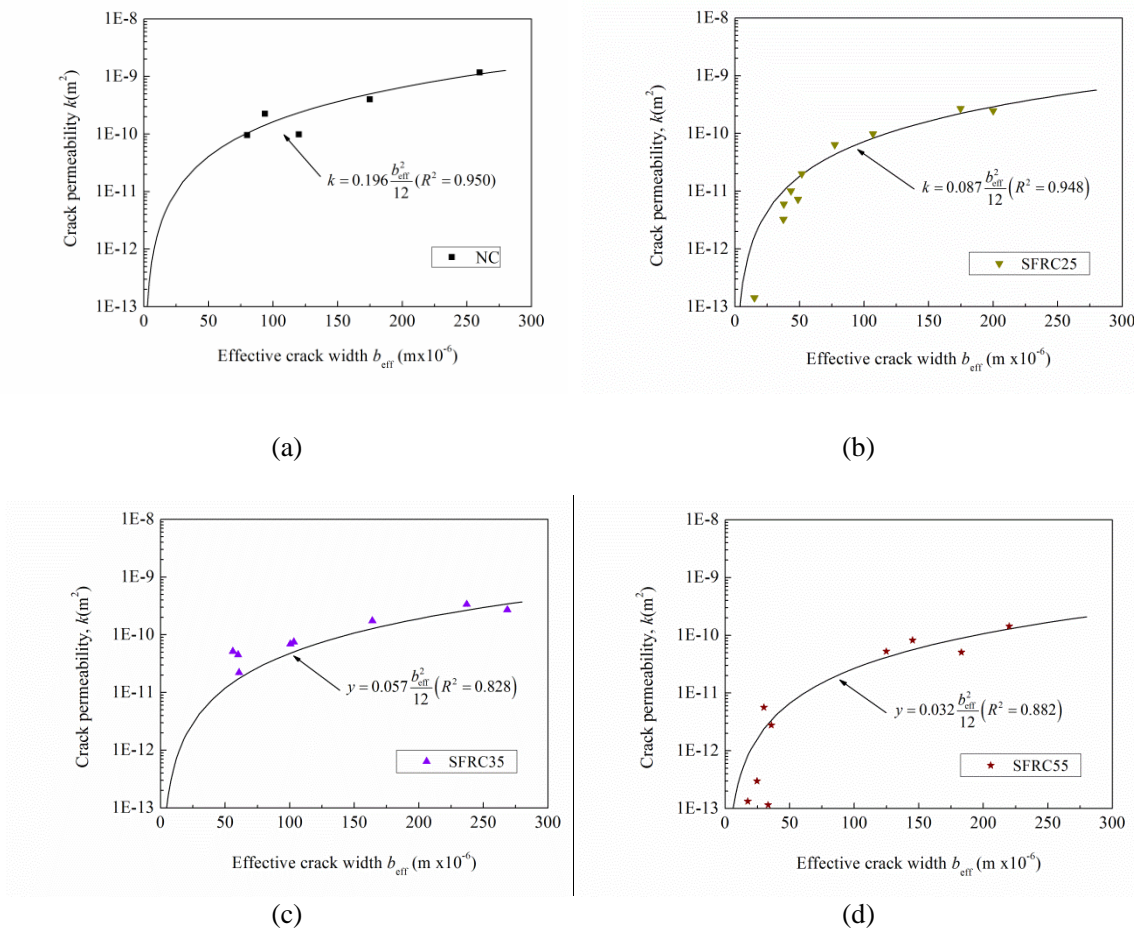 1E-8
1E-9
1E-10
1E-11
1E-12
1E-13
Crack permeability k(m²)
k = 0.196 b²eff/12 (R² = 0.950)
NC
0 50 100 150 200 250 300
Effective crack width beff (mx10⁻⁶)
(a)
1E-8
1E-9
1E-10
1E-11
1E-12
1E-13
Crack permeability, k(m²)
k = 0.087 b²eff/12 (R² = 0.948)
SFRC25
0 50 100 150 200 250 300
Effective crack width beff (m x10⁻⁶)
(b)
1E-8
1E-9
1E-10
1E-11
1E-12
1E-13
Crack permeability, k(m²)
y = 0.057 b²eff/12 (R² = 0.828)
SFRC35
0 50 100 150 200 250 300
Effective crack width beff (m x10⁻⁶)
(c)
1E-8
1E-9
1E-10
1E-11
1E-12
1E-13
Crack permeability, k(m²)
y = 0.032 b²eff/12 (R² = 0.882)
SFRC55
0 50 100 150 200 250 300
Effective crack width beff (m x10⁻⁶)
(d)